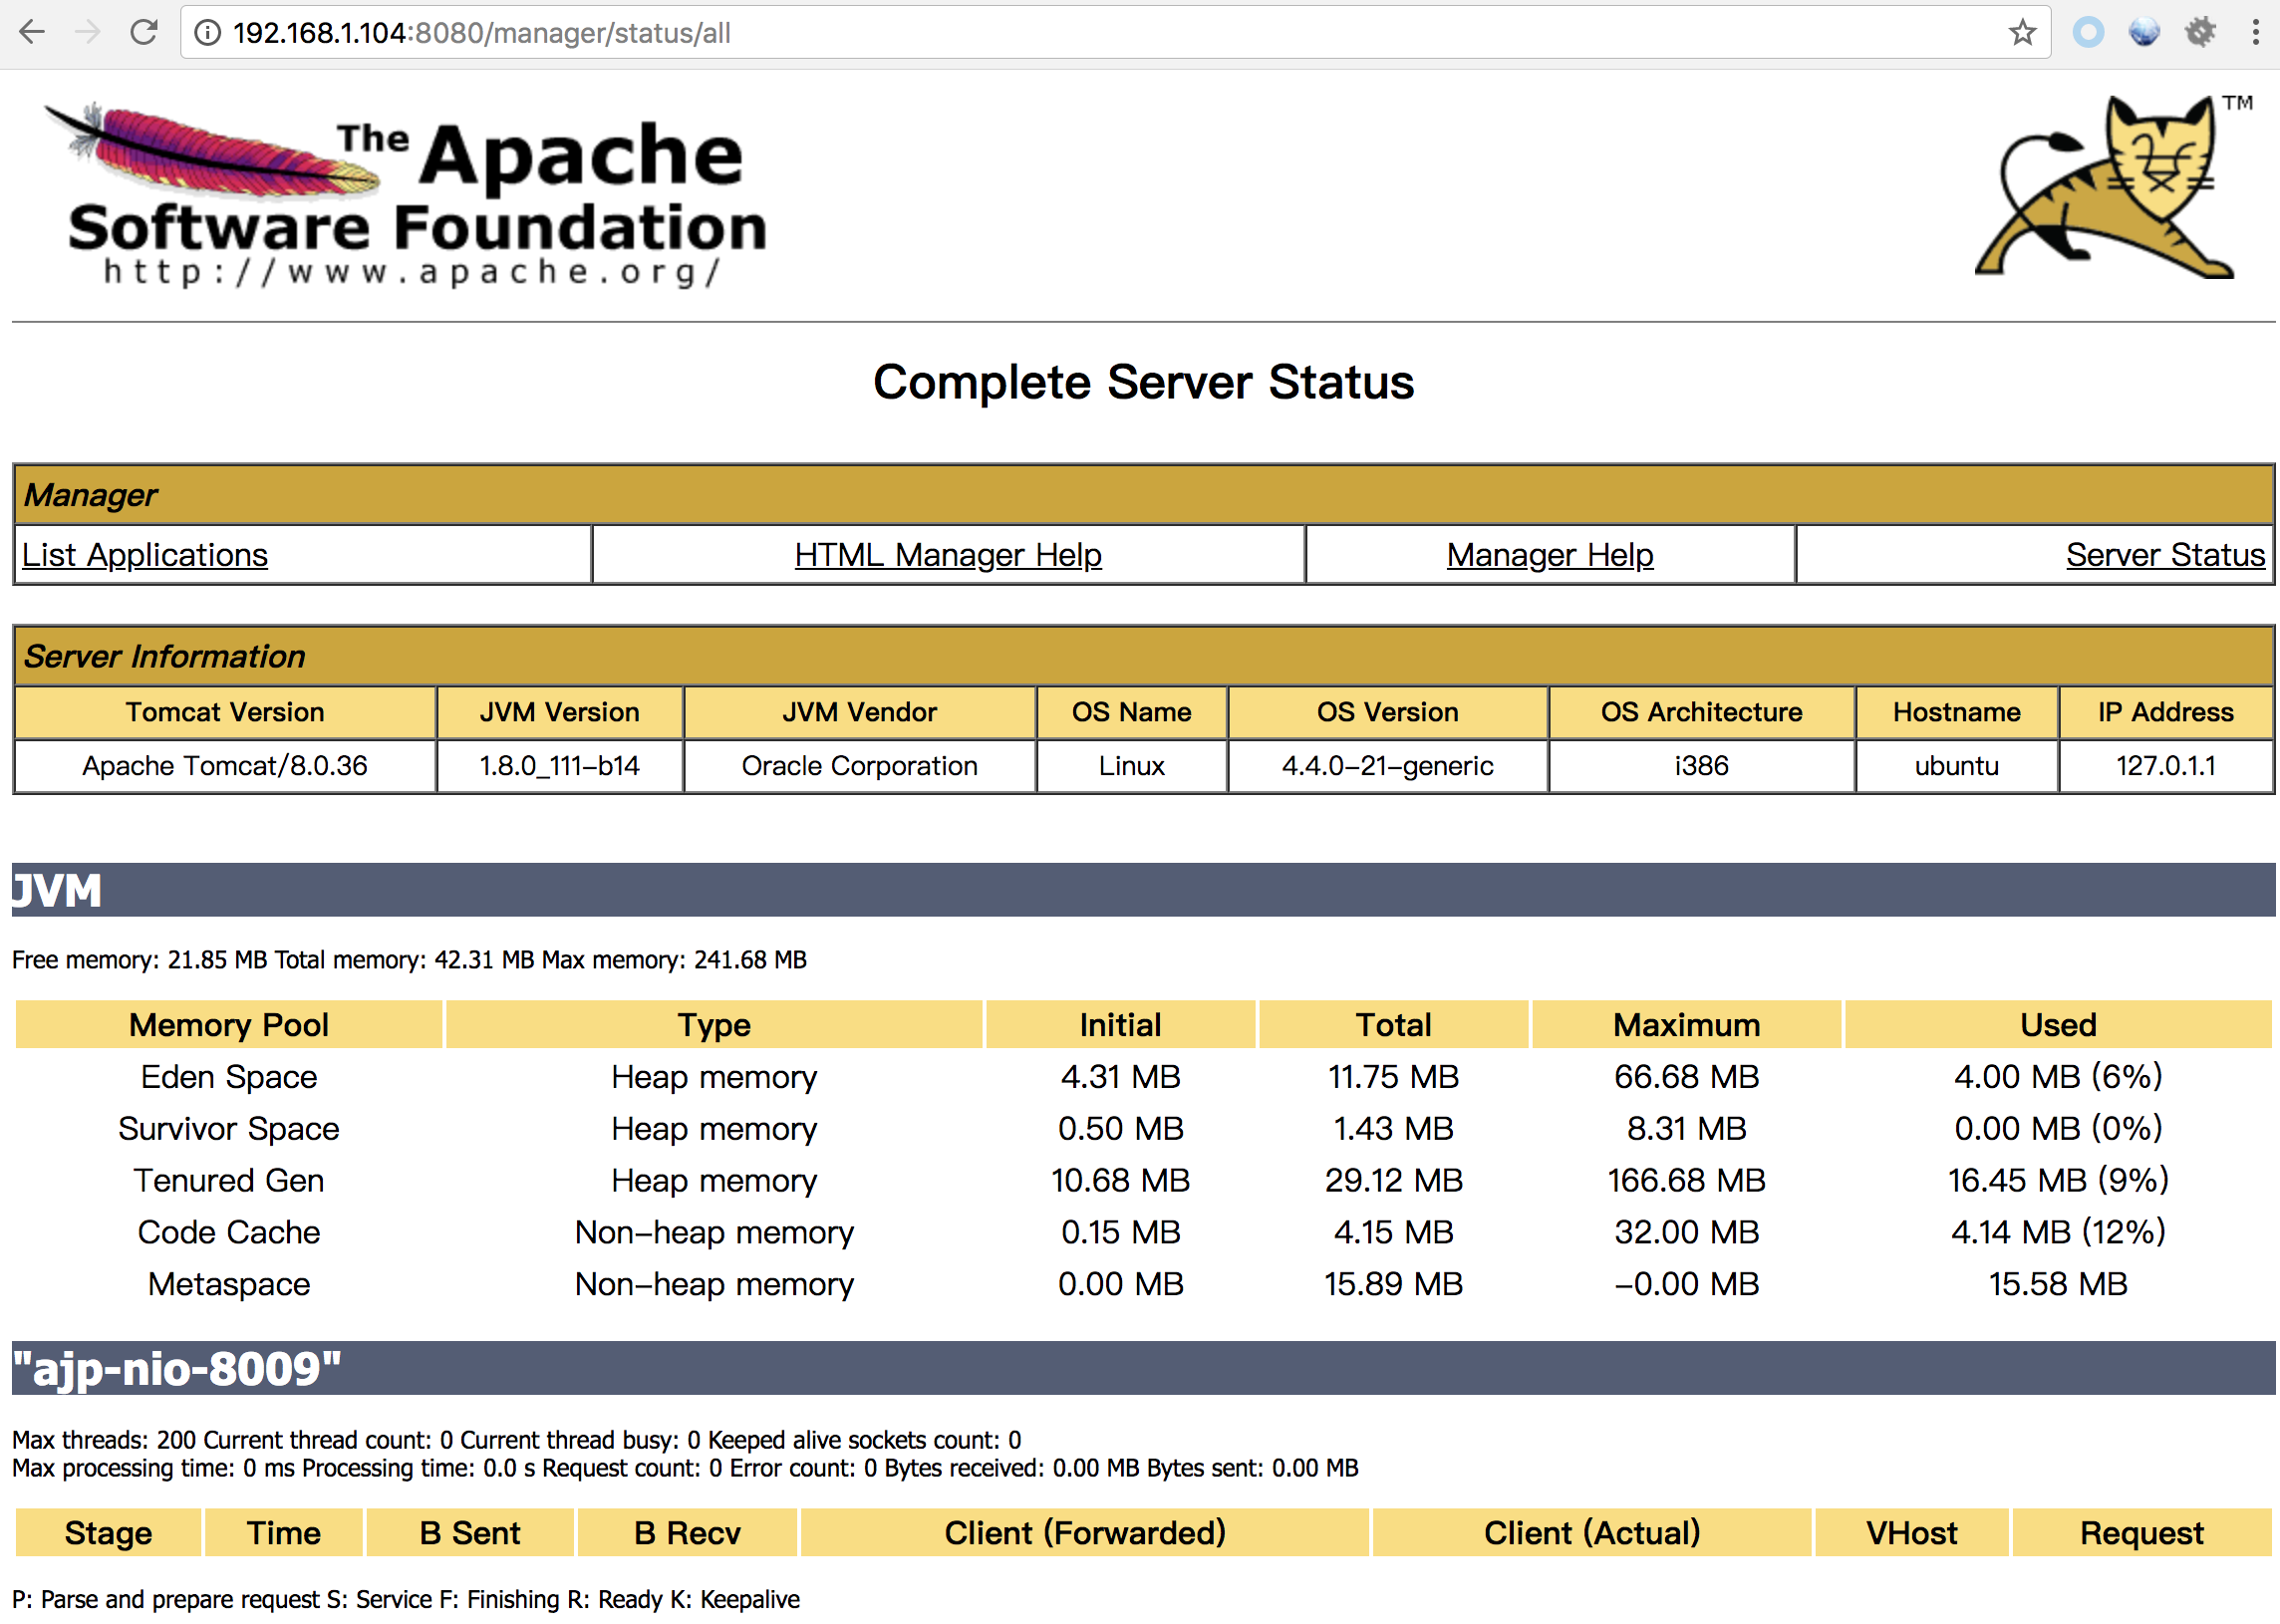 192.168.1.104:8080/manager/status/all
The Apache
Software Foundation
http://www.apache.org/
TM
Complete Server Status
Manager
List Applications HTML Manager Help Manager Help Server Status
Server Information
Tomcat Version JVM Version JVM Vendor OS Name OS Version OS Architecture Hostname IP Address
Apache Tomcat/8.0.36 1.8.0_111-b14 Oracle Corporation Linux 4.4.0-21-generic i386 ubuntu 127.0.1.1
JVM
Free memory: 21.85 MB Total memory: 42.31 MB Max memory: 241.68 MB
Memory Pool Type Initial Total Maximum Used
Eden Space Heap memory 4.31 MB 11.75 MB 66.68 MB 4.00 MB (6%)
Survivor Space Heap memory 0.50 MB 1.43 MB 8.31 MB 0.00 MB (0%)
Tenured Gen Heap memory 10.68 MB 29.12 MB 166.68 MB 16.45 MB (9%)
Code Cache Non-heap memory 0.15 MB 4.15 MB 32.00 MB 4.14 MB (12%)
Metaspace Non-heap memory 0.00 MB 15.89 MB -0.00 MB 15.58 MB
"ajp-nio-8009"
Max threads: 200 Current thread count: 0 Current thread busy: 0 Keeped alive sockets count: 0
Max processing time: 0 ms Processing time: 0.0 s Request count: 0 Error count: 0 Bytes received: 0.00 MB Bytes sent: 0.00 MB
Stage Time B Sent B Recv Client (Forwarded) Client (Actual) VHost Request
P: Parse and prepare request S: Service F: Finishing R: Ready K: Keepalive